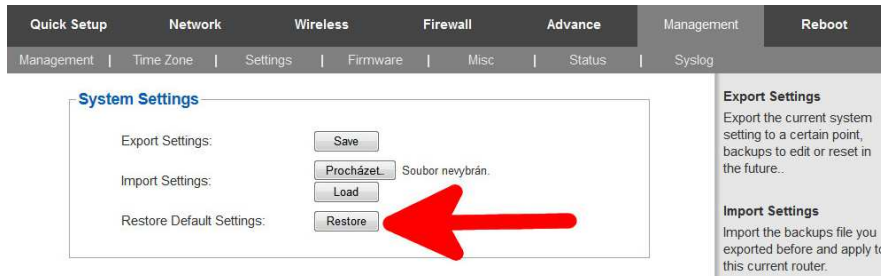 Quick Setup Network Wireless Firewall Advance Management Reboot
Management | Time Zone | Settings | Firmware | Misc | Status | Syslog
System Settings
Export Settings: Save
Import Settings: Procházet.. Soubor nevybrán.
Load
Restore Default Settings: Restore
Export Settings
Export the current system
setting to a certain point,
backups to edit or reset in
the future..
Import Settings
Import the backups file you
exported before and apply to
this current router.